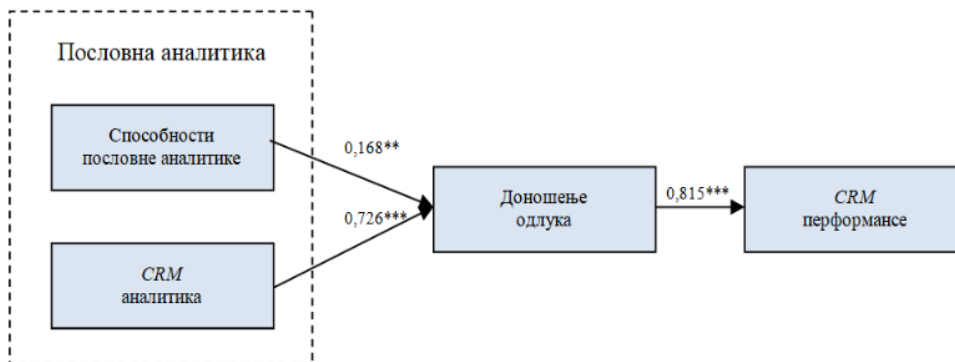 Пословна аналитика
Способности
пословне аналитике
0,168**
0,726***
CRM
аналитика
Доношење
одлука
0,815***
CRM
перформансе